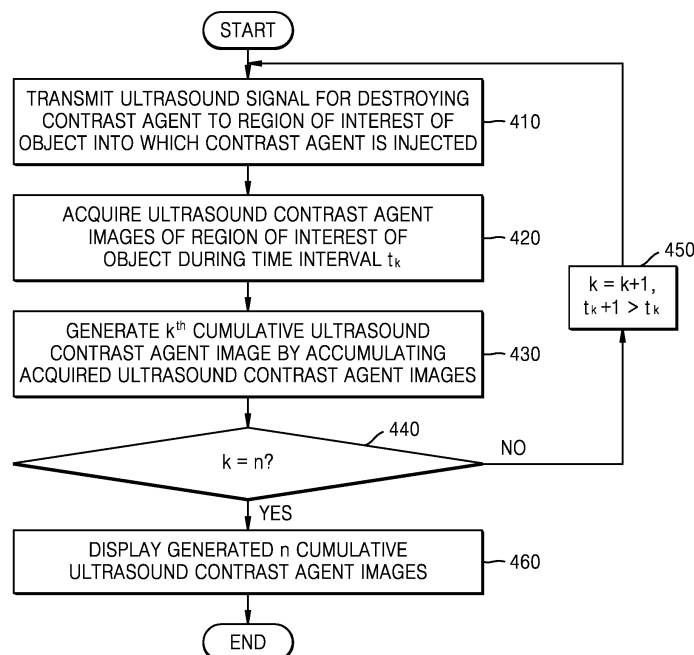 START
TRANSMIT ULTRASOUND SIGNAL FOR DESTROYING
CONTRAST AGENT TO REGION OF INTEREST OF
OBJECT INTO WHICH CONTRAST AGENT IS INJECTED
410
ACQUIRE ULTRASOUND CONTRAST AGENT
IMAGES OF REGION OF INTEREST OF
OBJECT DURING TIME INTERVAL tk
420
450
k = k+1,
tk+1 > tk
GENERATE kth CUMULATIVE ULTRASOUND
CONTRAST AGENT IMAGE BY ACCUMULATING
ACQUIRED ULTRASOUND CONTRAST AGENT IMAGES
430
440
k = n?
NO
YES
DISPLAY GENERATED n CUMULATIVE
ULTRASOUND CONTRAST AGENT IMAGES
460
END